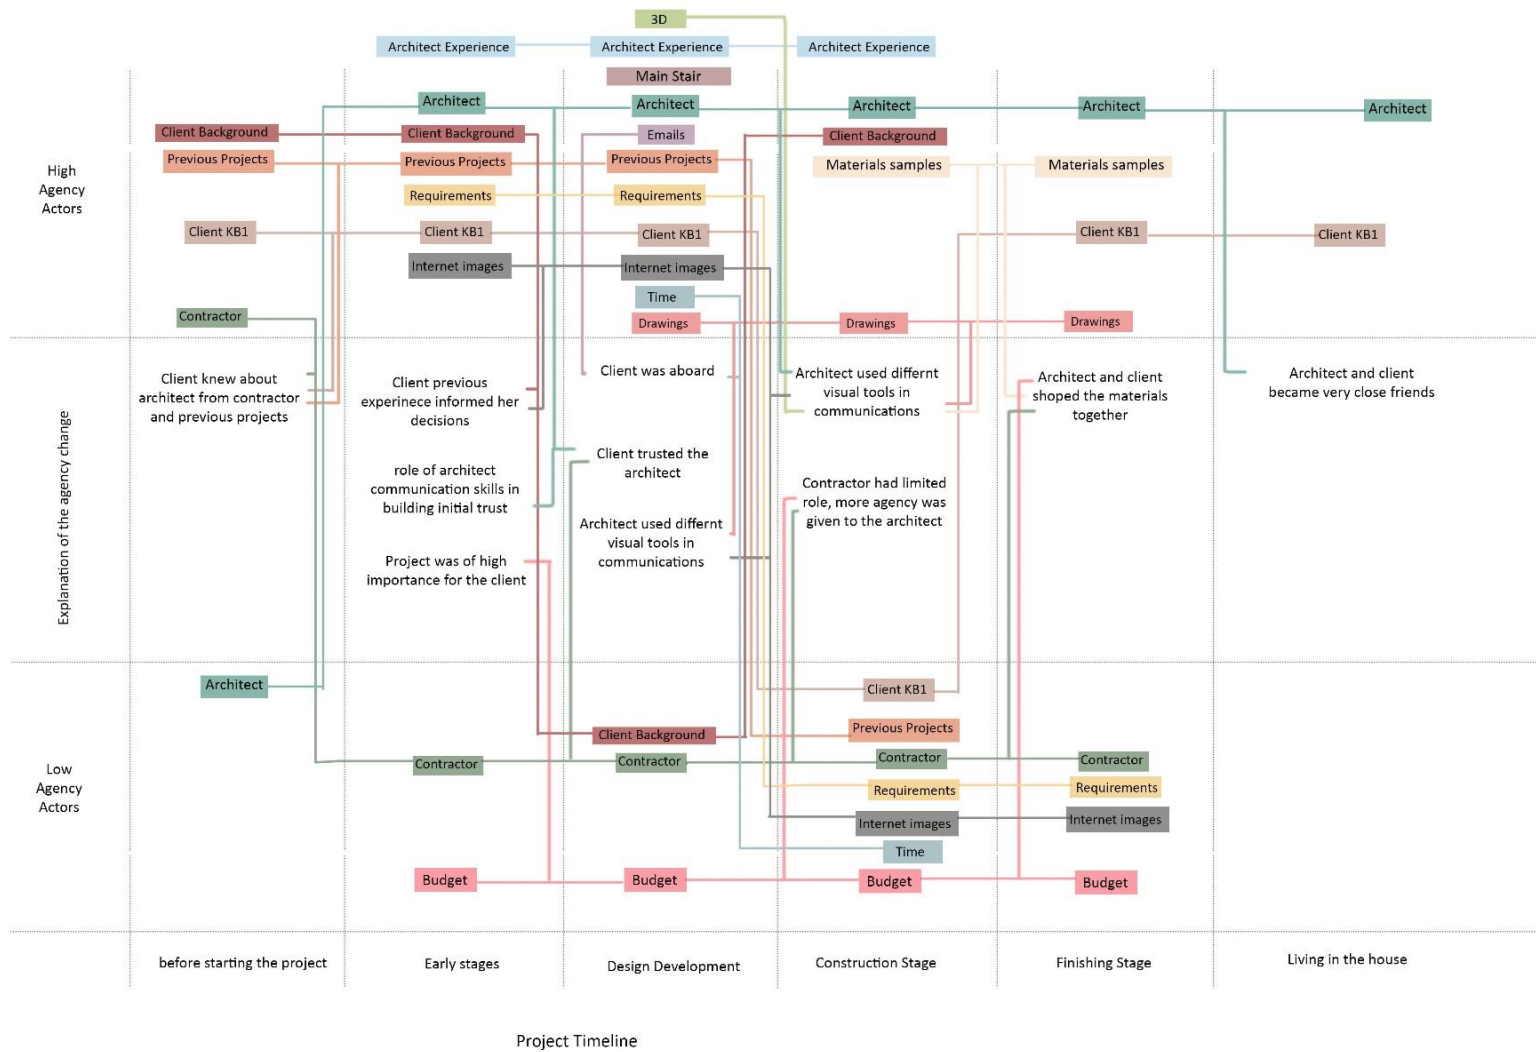 3D
Architect Experience
Architect Experience
Architect Experience
Main Stair
Architect
Architect
Architect
Architect
Architect
Client Background
Client Background
Emails
Client Background
Previous Projects
Previous Projects
Previous Projects
Materials samples
Materials samples
High
Agency
Actors
Requirements
Requirements
Client KB1
Client KB1
Client KB1
Client KB1
Client KB1
Internet images
Internet images
Time
Contractor
Drawings
Drawings
Drawings
Explanation of the agency change
Client knew about
architect from contractor
and previous projects
Client previous
experinece informed her
decisions
role of architect
communication skills in
building initial trust
Project was of high
importance for the client
Client was aboard
Client trusted the
architect
Architect used differnt
visual tools in
communications
Architect used differnt
visual tools in
communications
Contractor had limited
role, more agency was
given to the architect
Architect and client
shoped the materials
together
Architect and client
became very close friends
Low
Agency
Actors
Architect
Client KB1
Client Background
Previous Projects
Contractor
Contractor
Contractor
Contractor
Requirements
Requirements
Internet images
Internet images
Time
Budget
Budget
Budget
Budget
before starting the project
Early stages
Design Development
Construction Stage
Finishing Stage
Living in the house
Project Timeline